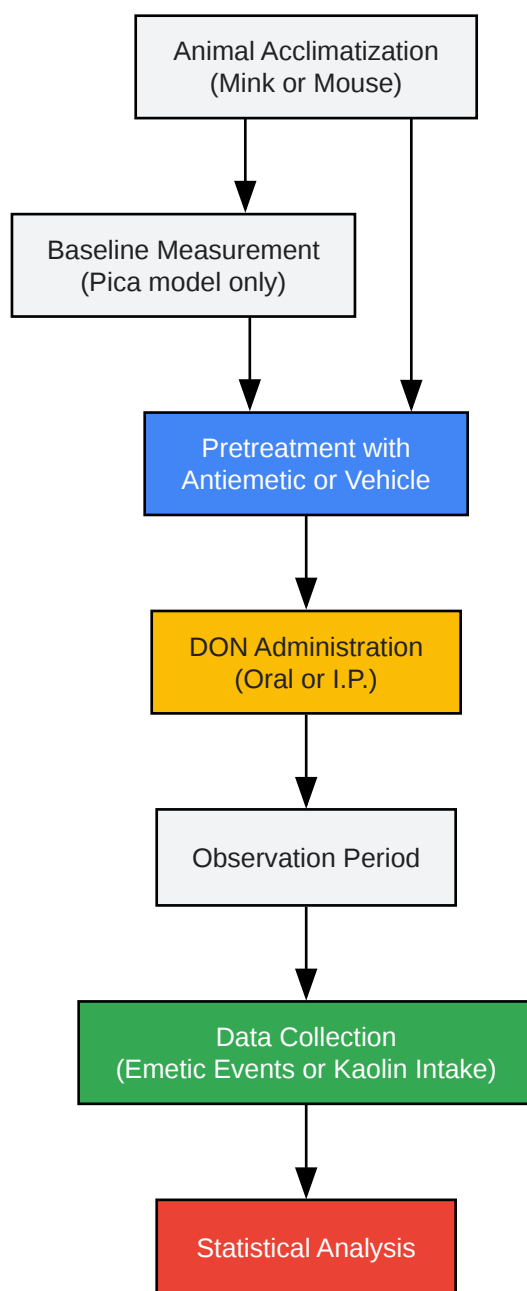 Animal Acclimatization
(Mink or Mouse)
Baseline Measurement
(Pica model only)
Pretreatment with
Antiemetic or Vehicle
DON Administration
(Oral or I.P.)
Observation Period
Data Collection
(Emetic Events or Kaolin Intake)
Statistical Analysis